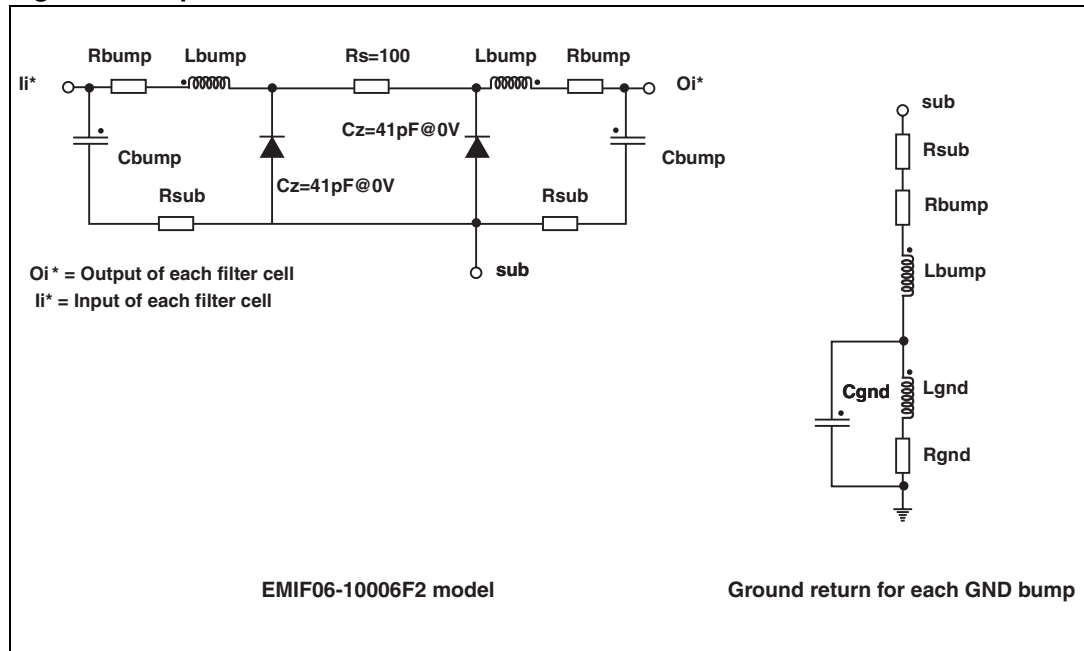 Rbump Lbump Rs=100 Lbump Rbump
Ii* Oi*
Cz=41pF@0V
Cbump Cbump
Cz=41pF@0V
Rsub Rsub
sub
Oi* = Output of each filter cell
Ii* = Input of each filter cell
sub
Rsub
Rbump
Lbump
Cgnd Lgnd
Rgnd
EMIF06-10006F2 model
Ground return for each GND bump